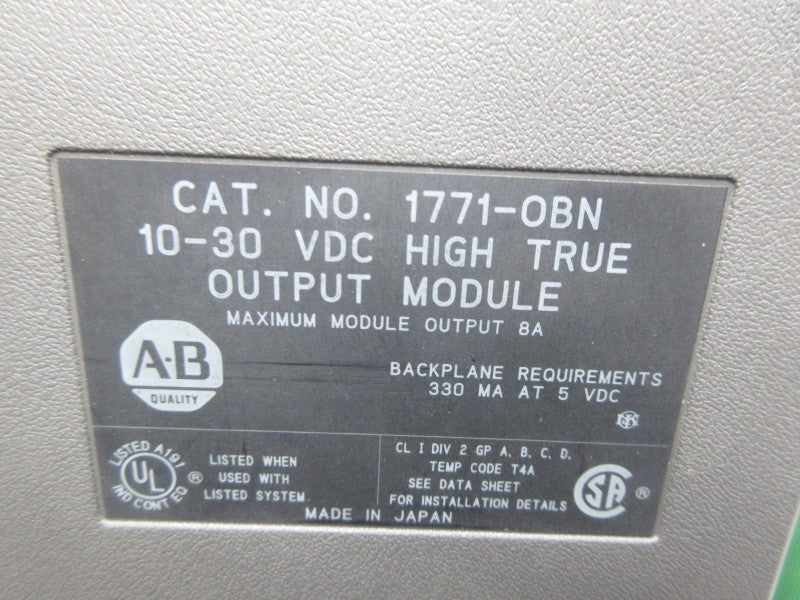 CAT. NO. 1771-OBN
10-30 VDC HIGH TRUE
OUTPUT MODULE
MAXIMUM MODULE OUTPUT 8A
A-B
QUALITY
BACKPLANE REQUIREMENTS
330 MA AT 5 VDC
LISTED A191
UL
IND CONT EQ
®
LISTED WHEN
USED WITH
LISTED SYSTEM
CL I DIV 2 GP A, B, C, D,
TEMP CODE T4A
SEE DATA SHEET
FOR INSTALLATION DETAILS
SA ®
MADE IN JAPAN